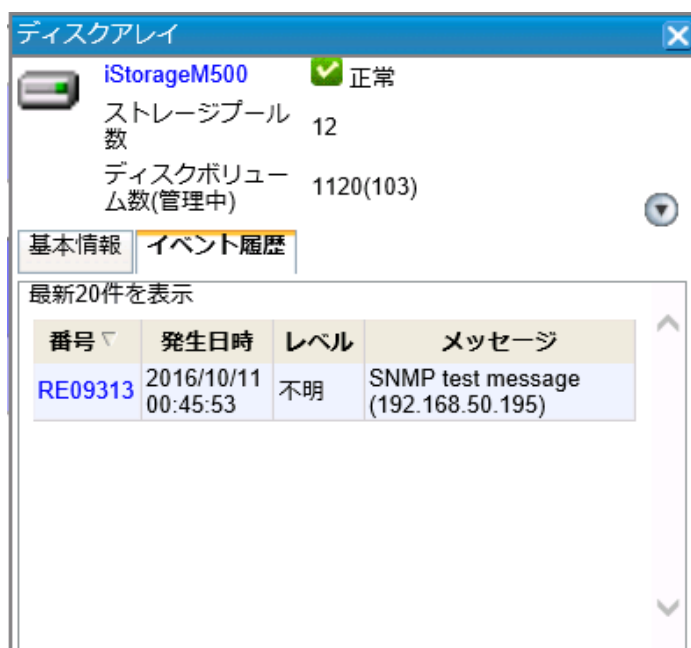 ディスクアレイ
iStorageM500 正常
ストレージプール
数 12
ディスクボリュー
ム数(管理中) 1120(103)
基本情報 イベント履歴
最新20件を表示
番号 発生日時 レベル メッセージ
RE09313 2016/10/11
00:45:53 不明 SNMP test message
(192.168.50.195)